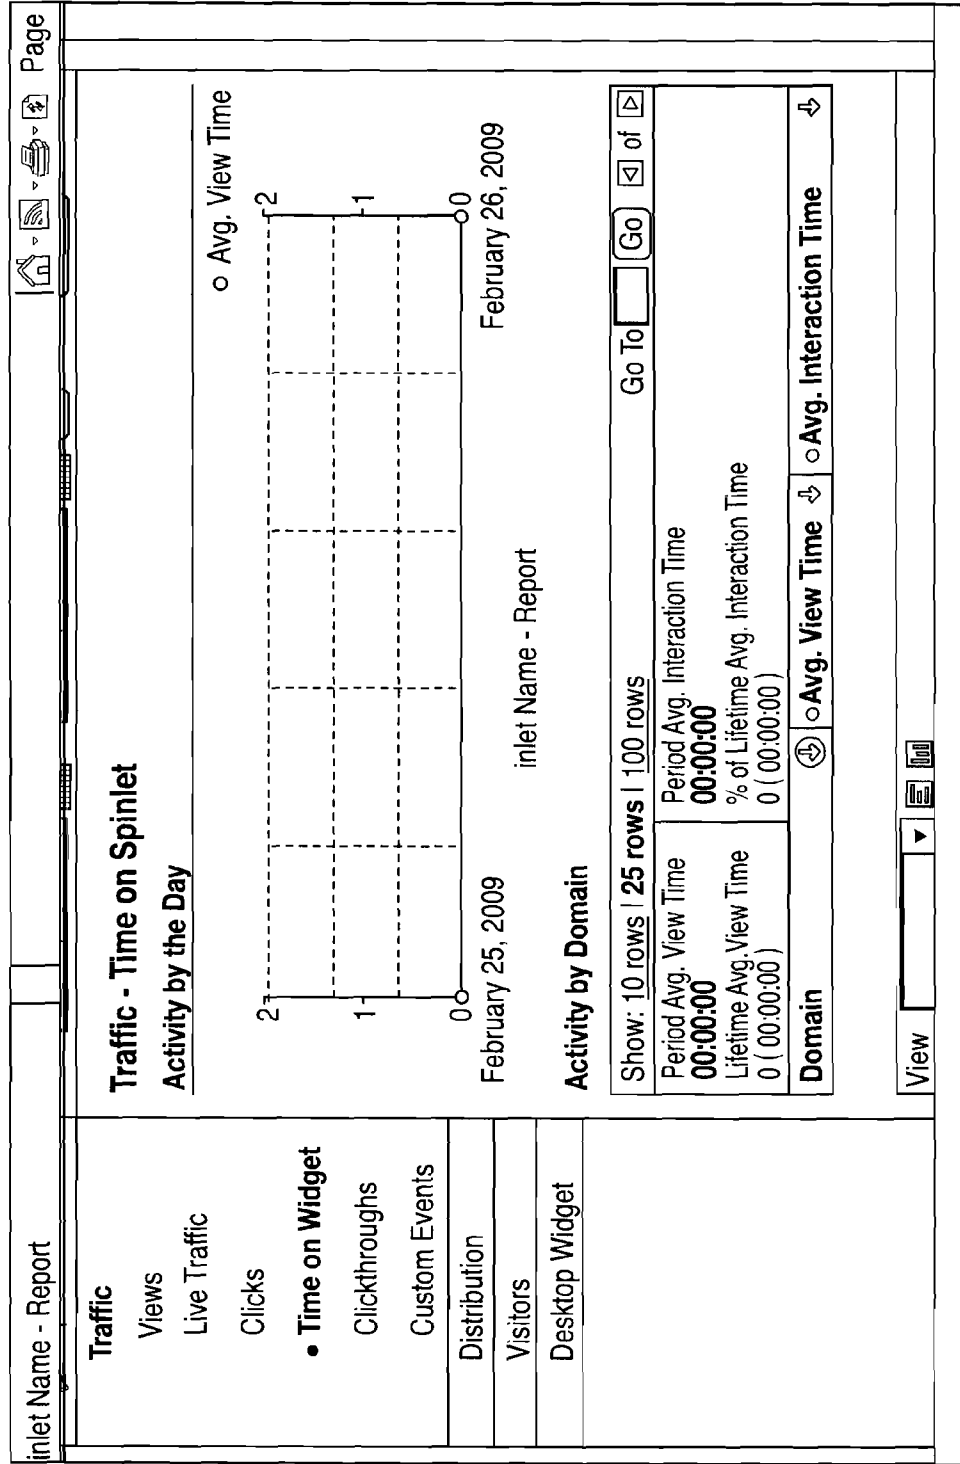 inlet Name - Report
Page
Traffic
Views
Live Traffic
Clicks
• Time on Widget
Clickthroughs
Custom Events
Distribution
Visitors
Desktop Widget
Traffic - Time on Spinlet
Activity by the Day
Avg. View Time
2
1
0
2
1
0
February 25, 2009
February 26, 2009
inlet Name - Report
Activity by Domain
Show: 10 rows | 25 rows | 100 rows
Go To
Go
of
Period Avg. View Time
00:00:00
Lifetime Avg.View Time
0 ( 00:00:00 )
Period Avg. Interaction Time
00:00:00
% of Lifetime Avg. Interaction Time
0 ( 00:00:00 )
Domain
Avg. View Time
Avg. Interaction Time
View